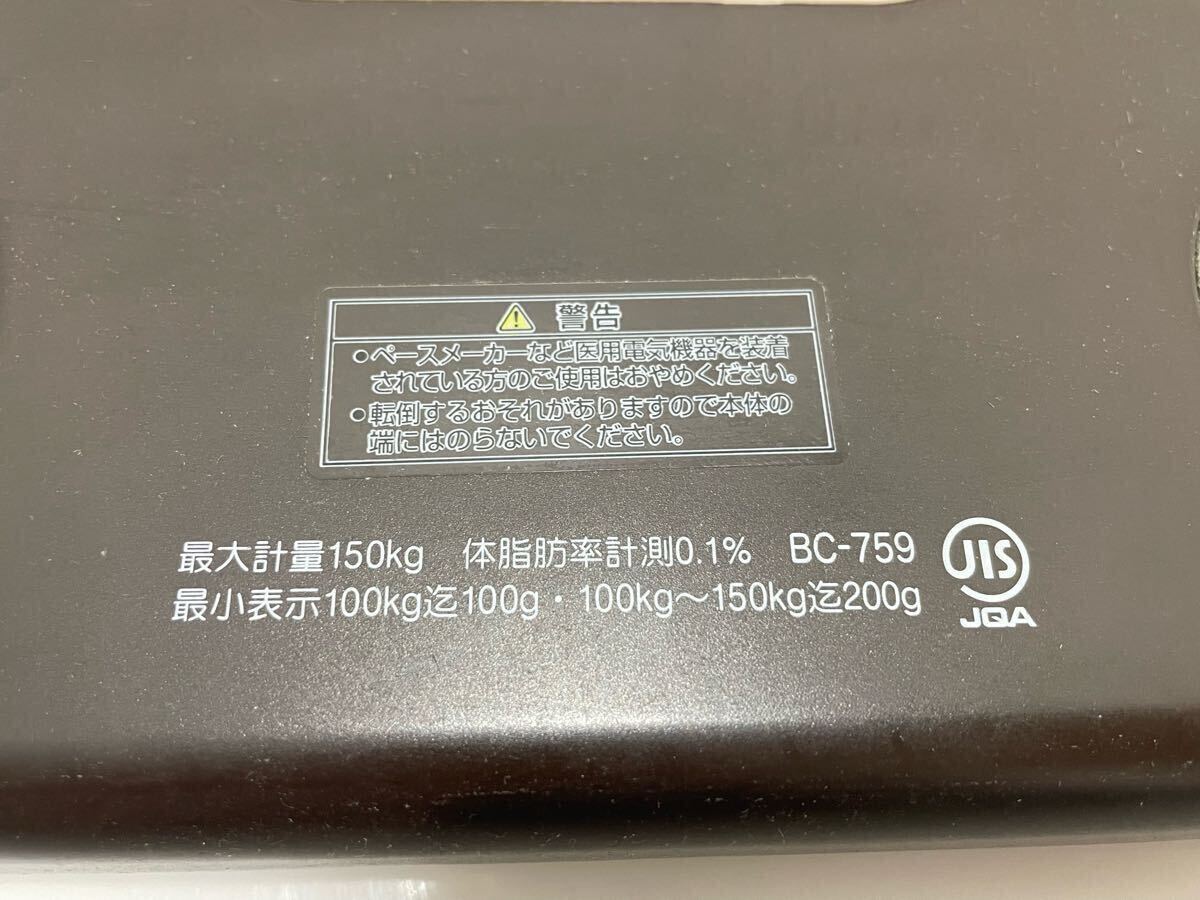 警告
●ペースメーカーなど医用電気機器を装着
されている方のご使用はおやめください。
●転倒するおそれがありますので本体の
端にはのらないでください。
最大計量150kg 体脂肪率計測0.1% BC-759
最小表示100kg迄100g・100kg〜150kg迄200g
JIS
JQA